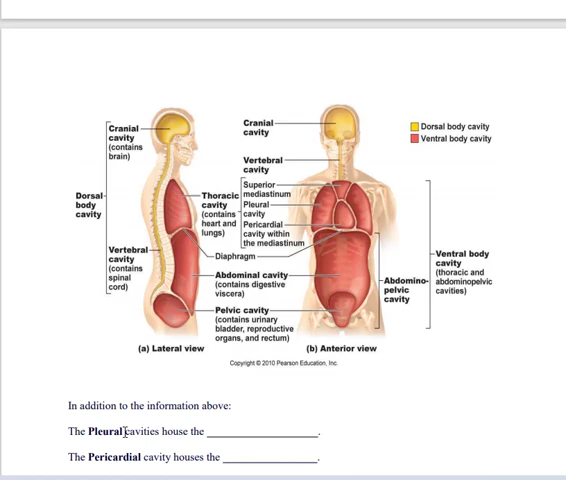 Cranial
cavity
(contains
brain)
Dorsal
body
cavity
Vertebral
cavity
(contains
spinal
cord)
Cranial
cavity
Vertebral
cavity
Thoracic
cavity
(contains
heart and
lungs)
Superior
mediastinum
Pleural
cavity
Pericardial
cavity within
the mediastinum
Diaphragm
Abdominal cavity
(contains digestive
viscera)
Pelvic cavity
(contains urinary
bladder, reproductive
organs, and rectum)
Dorsal body cavity
Ventral body cavity
Abdomino-
pelvic
cavity
Ventral body
cavity
(thoracic and
abdominopelvic
cavities)
(a) Lateral view
(b) Anterior view
Copyright © 2010 Pearson Education, Inc.
In addition to the information above:
The Pleural cavities house the ____________________.
The Pericardial cavity houses the _________________.